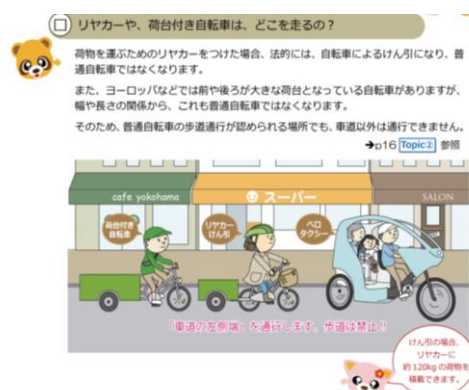 リヤカーや、荷台付き自転車は、どこを走るの？
荷物を運ぶためのリヤカーをつけた場合、法的には、自転車によるけん引になり、普
通自転車ではなくなります。
また、ヨーロッパなどでは前や後ろが大きな荷台となっている自転車がありますが、
幅や長さの関係から、これも普通自転車ではなくなります。
そのため、普通自転車の歩道通行が認められる場所でも、車道以外は通行できません。
➔p16 Topic② 参照
cafe yokohama
スーパー
SALON
荷台付き
自転車
リヤカー
けん引
ベロ
タクシー
「車道の左側端」を通行します。歩道は禁止!!
けん引の場合、
リヤカーに
約120kgの荷物を
積載できます。